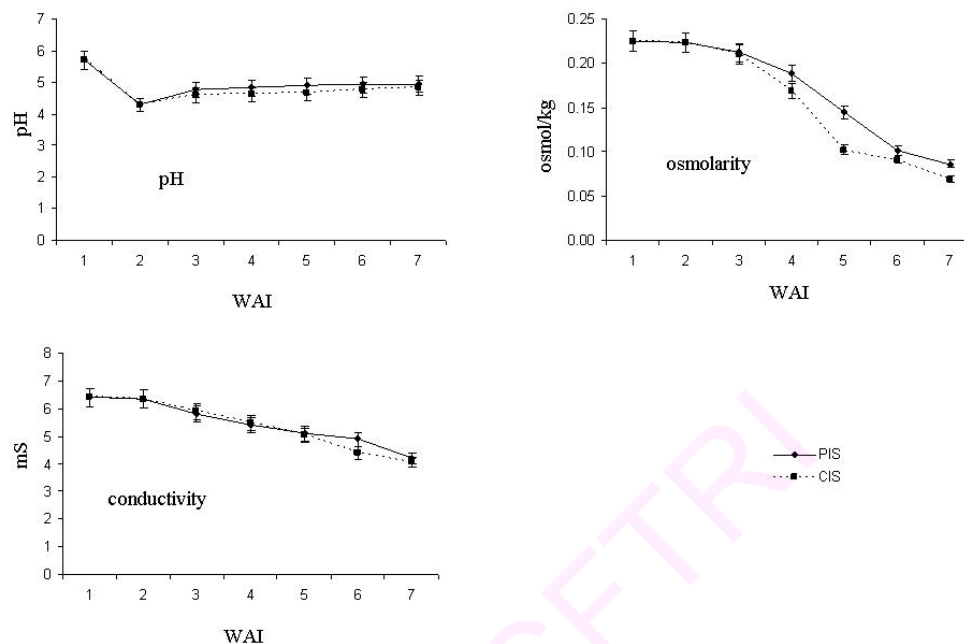 7
6
5
4
3
2
1
0
pH
pH
1 2 3 4 5 6 7
WAI
0.25
0.20
0.15
0.10
0.05
0.00
osmol/kg
osmolarity
1 2 3 4 5 6 7
WAI
8
7
6
5
4
3
2
1
0
mS
conductivity
1 2 3 4 5 6 7
WAI
PIS
CIS
CFTRI